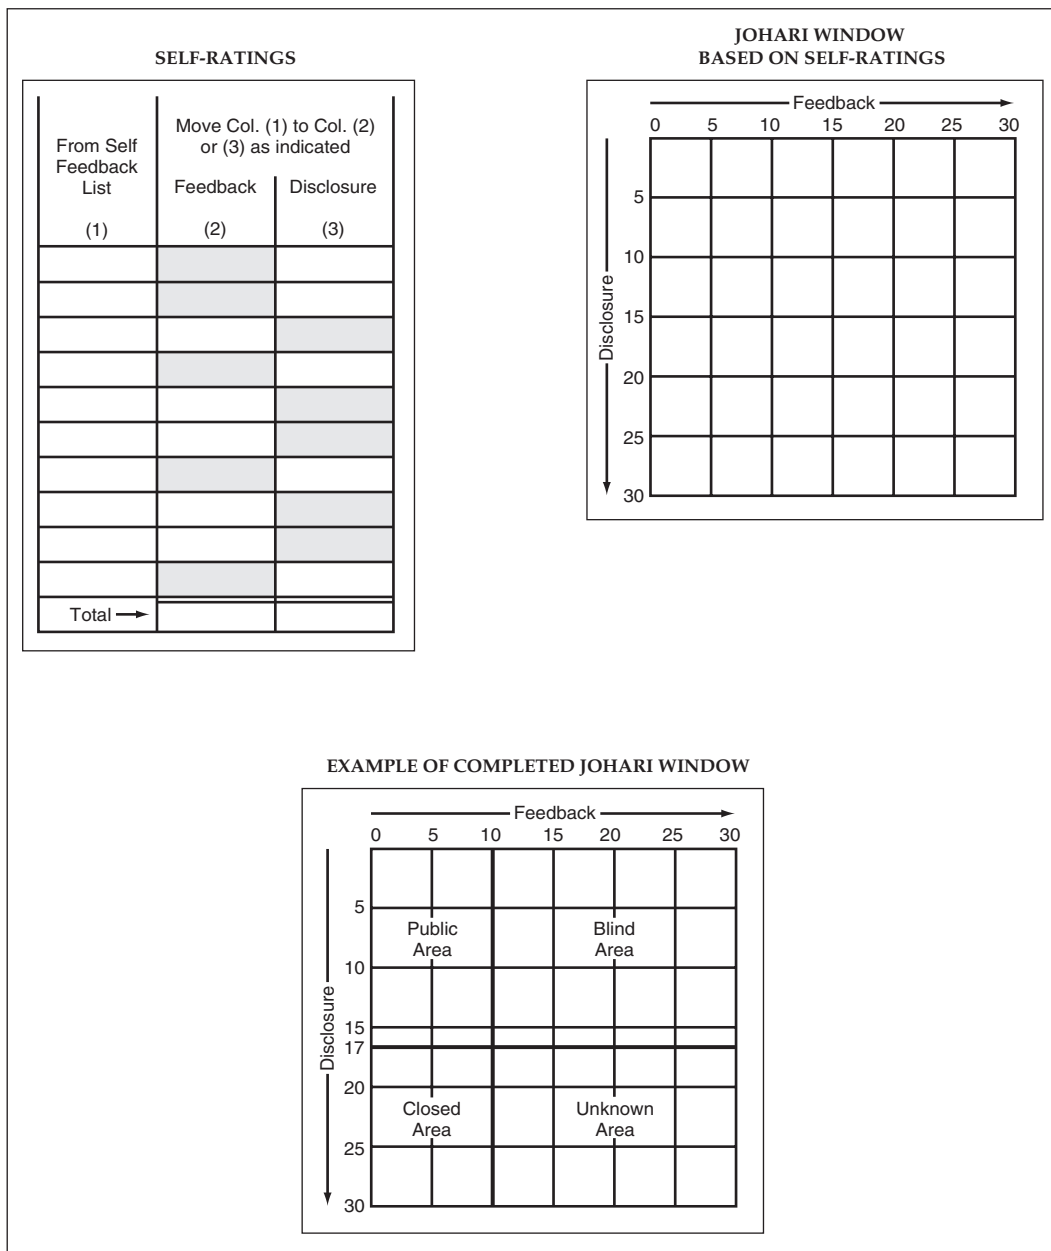 SELF-RATINGS
From Self
Feedback
List
(1)
Move Col. (1) to Col. (2)
or (3) as indicated
Feedback
(2)
Disclosure
(3)
Total
JOHARI WINDOW
BASED ON SELF-RATINGS
Feedback
0 5 10 15 20 25 30
Disclosure
5
10
15
20
25
30
EXAMPLE OF COMPLETED JOHARI WINDOW
Feedback
0 5 10 15 20 25 30
Disclosure
5
10
15
17
20
25
30
Public
Area
Blind
Area
Closed
Area
Unknown
Area